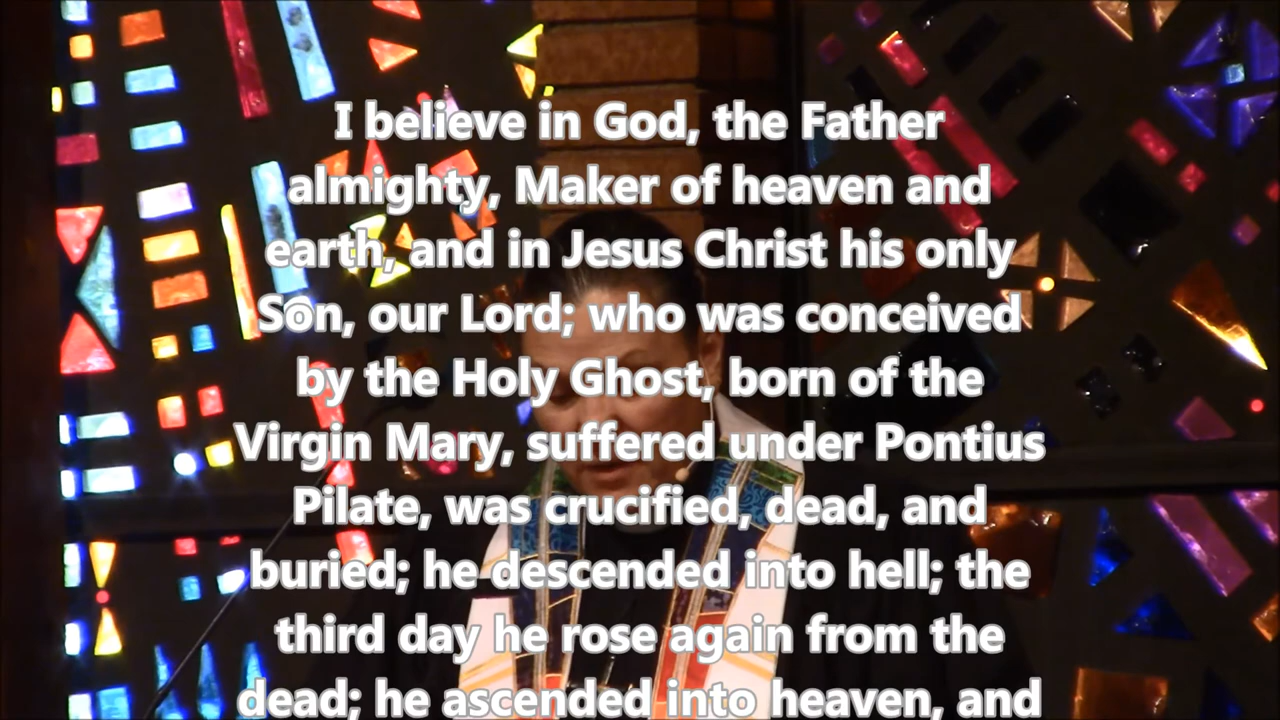 I believe in God, the Father
almighty, Maker of heaven and
earth, and in Jesus Christ his only
Son, our Lord; who was conceived
by the Holy Ghost, born of the
Virgin Mary, suffered under Pontius
Pilate, was crucified, dead, and
buried; he descended into hell; the
third day he rose again from the
dead; he ascended into heaven, and